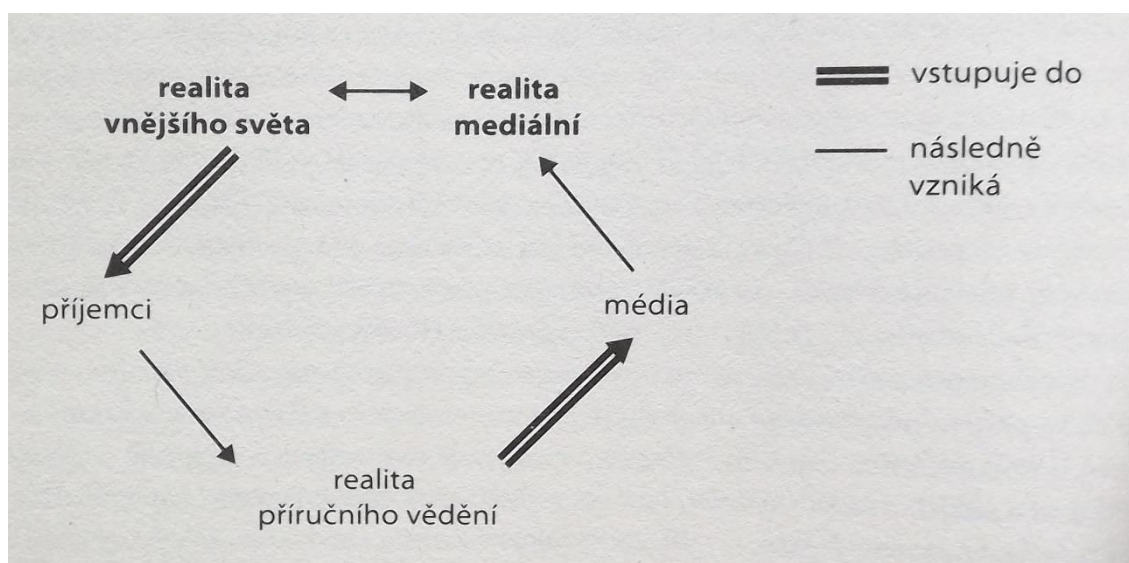 realita
vnějšího světa
realita
mediální
vstupuje do
následně
vzniká
příjemci
média
realita
příručního vědění